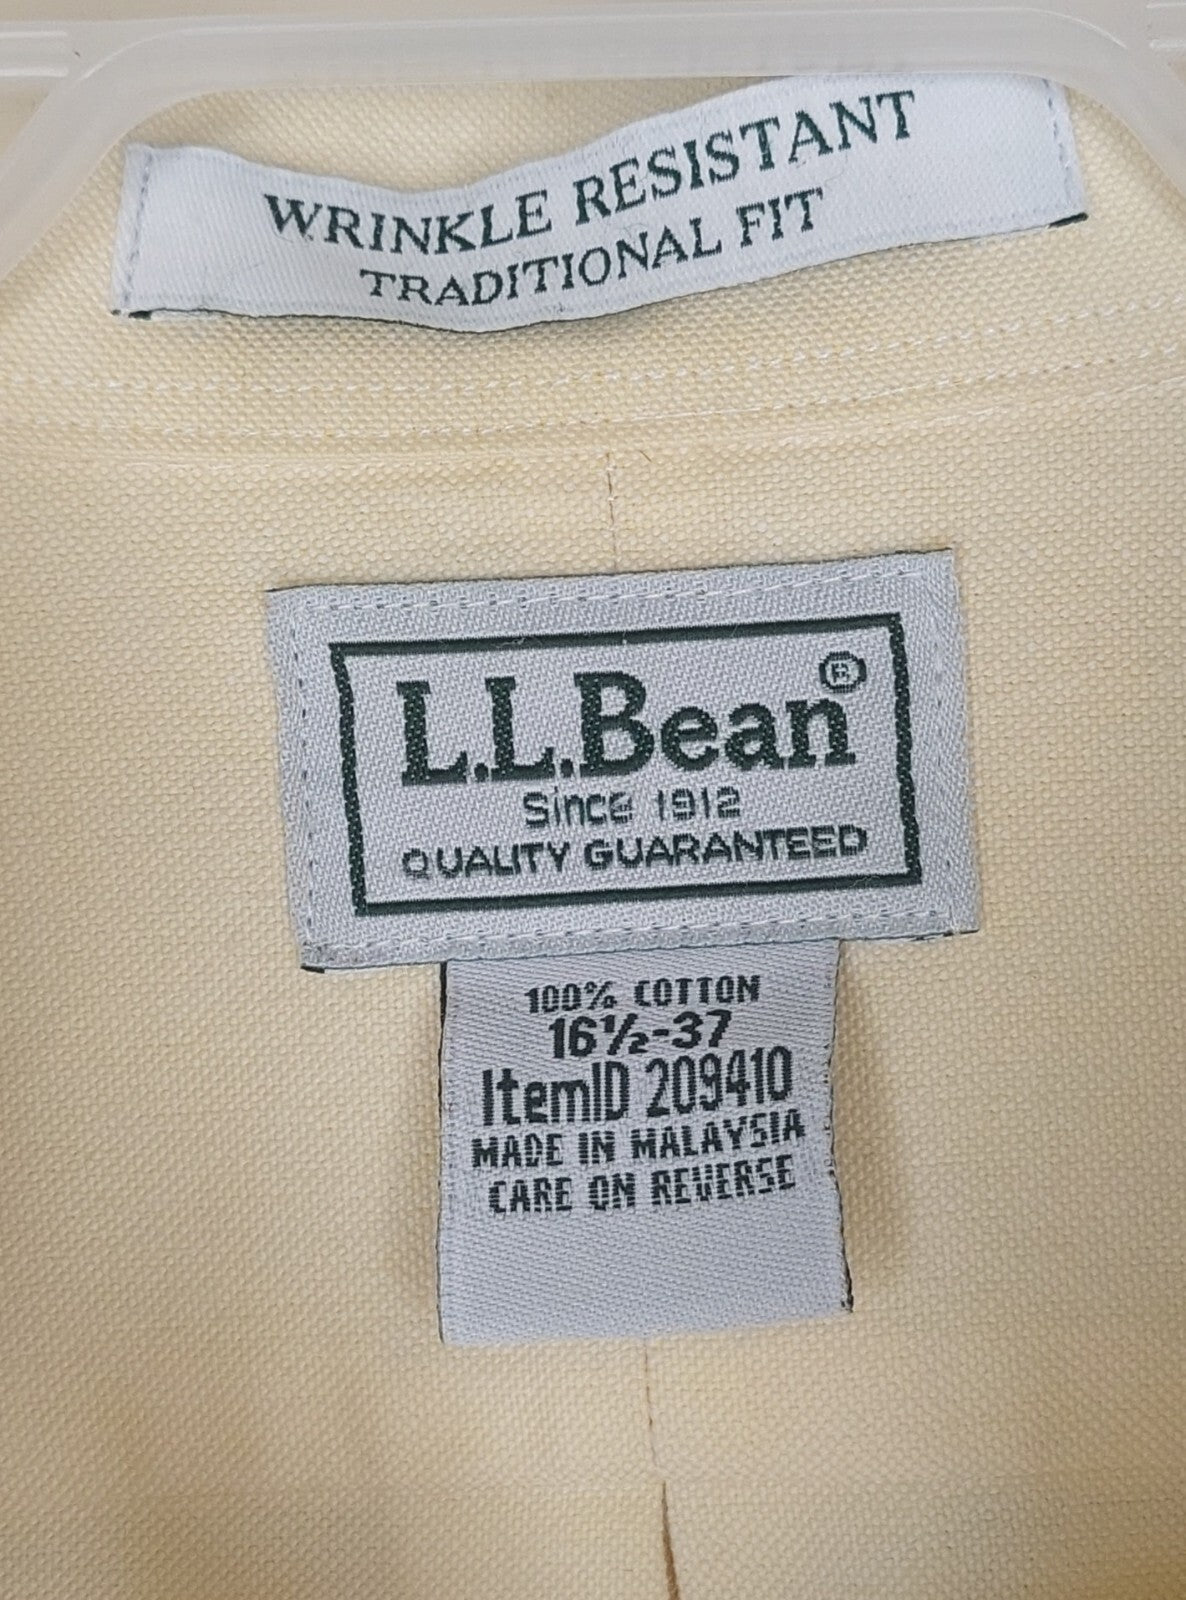 WRINKLE RESISTANT
TRADITIONAL FIT
L.L.Bean®
Since 1912
QUALITY GUARANTEED
100% COTTON
16½-37
ItemID 209410
MADE IN MALAYSIA
CARE ON REVERSE